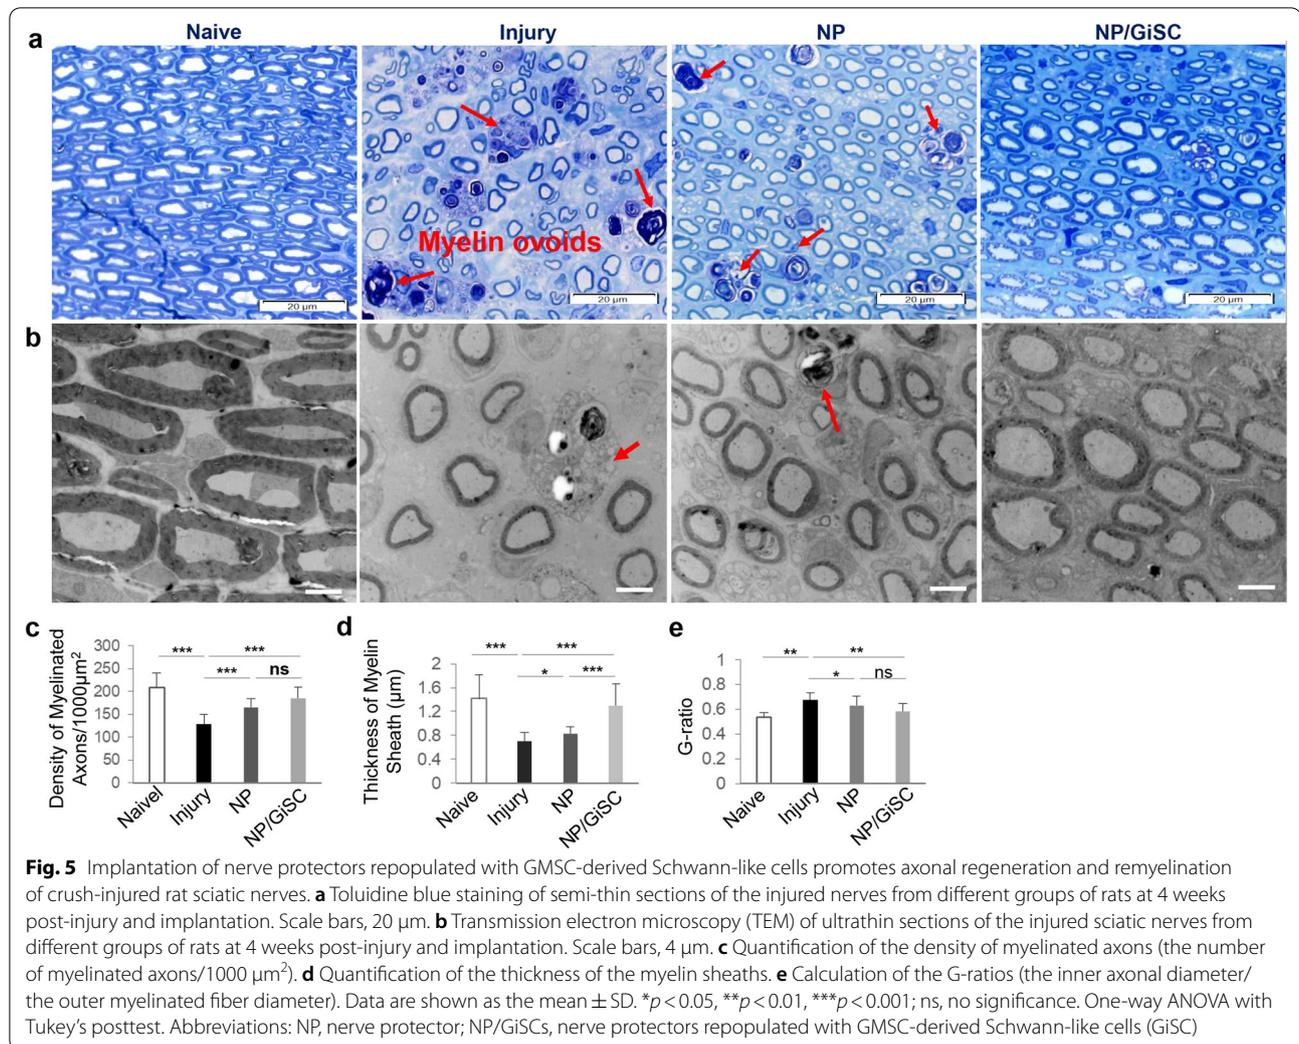 Naive Injury NP NP/GiSC
a
Myelin ovoids
20 µm 20 µm 20 µm 20 µm
b
c
Density of Myelinated
Axons/1000µm²
300
250
200
150
100
50
0
*** ***
*** ns
Naivel Injury NP NP/GiSC
d
Thickness of Myelin
Sheath (µm)
2
1.6
1.2
0.8
0.4
0
*** ***
* ***
Naive Injury NP NP/GiSC
e
G-ratio
1
0.8
0.6
0.4
0.2
0
** **
* ns
Naive Injury NP NP/GiSC
Fig. 5 Implantation of nerve protectors repopulated with GMSC-derived Schwann-like cells promotes axonal regeneration and remyelination
of crush-injured rat sciatic nerves. a Toluidine blue staining of semi-thin sections of the injured nerves from different groups of rats at 4 weeks
post-injury and implantation. Scale bars, 20 µm. b Transmission electron microscopy (TEM) of ultrathin sections of the injured sciatic nerves from
different groups of rats at 4 weeks post-injury and implantation. Scale bars, 4 µm. c Quantification of the density of myelinated axons (the number
of myelinated axons/1000 µm²). d Quantification of the thickness of the myelin sheaths. e Calculation of the G-ratios (the inner axonal diameter/
the outer myelinated fiber diameter). Data are shown as the mean ± SD. *p < 0.05, **p < 0.01, ***p < 0.001; ns, no significance. One-way ANOVA with
Tukey's posttest. Abbreviations: NP, nerve protector; NP/GiSCs, nerve protectors repopulated with GMSC-derived Schwann-like cells (GiSC)